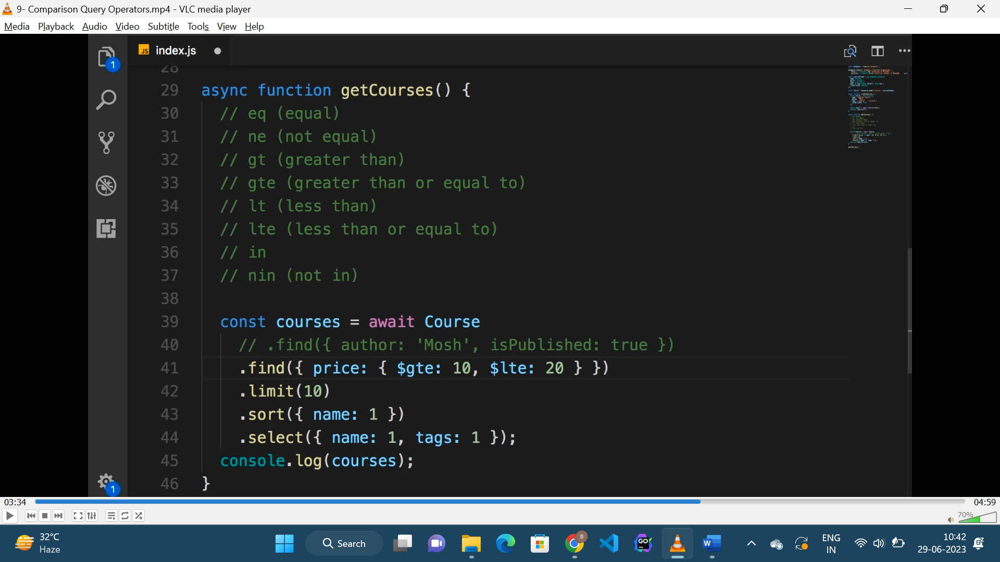 9- Comparison Query Operators.mp4 - VLC media player
Media Playback Audio Video Subtitle Tools View Help
1
JS index.js
28
29 async function getCourses() {
30 // eq (equal)
31 // ne (not equal)
32 // gt (greater than)
33 // gte (greater than or equal to)
34 // lt (less than)
35 // lte (less than or equal to)
36 // in
37 // nin (not in)
38
39 const courses = await Course
40 // .find({ author: 'Mosh', isPublished: true })
41 .find({ price: { $gte: 10, $lte: 20 } })
42 .limit(10)
43 .sort({ name: 1 })
44 .select({ name: 1, tags: 1 });
45 console.log(courses);
46 }
1
03:34
04:59
70%
32°C
Haze
Search
S
GO
W
ENG
IN
10:42
29-06-2023